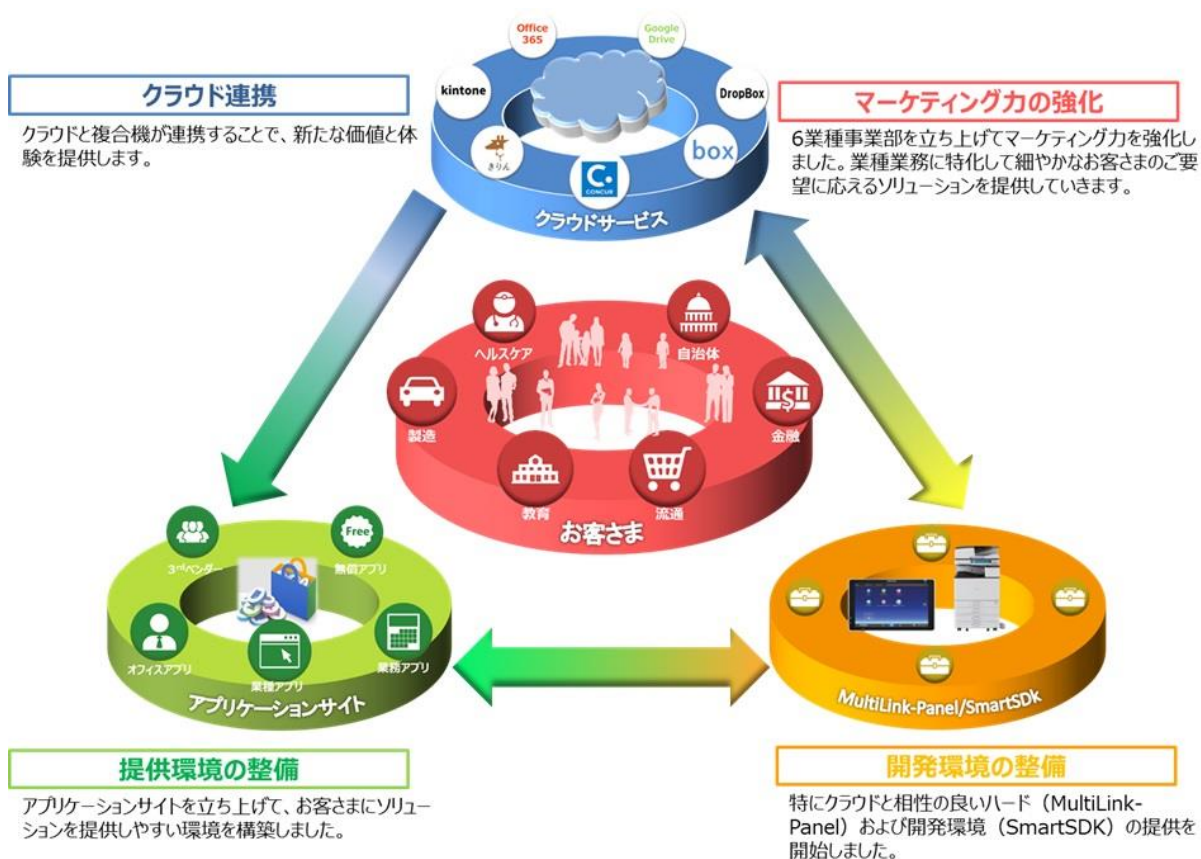 Office
365
Google
Drive
kintone
DropBox
きりん
box
C.
CONCUR
クラウドサービス
クラウド連携
クラウドと複合機が連携することで、新たな価値と体
験を提供します。
マーケティング力の強化
6業種事業部を立ち上げてマーケティング力を強化し
ました。業種業務に特化して細やかなお客さまのご要
望に応えるソリューションを提供していきます。
ヘルスケア
自治体
製造
金融
教育
流通
お客さま
3rdベンダー
Free
無償アプリ
オフィスアプリ
業種アプリ
業務アプリ
アプリケーションサイト
MultiLink-Panel/SmartSDk
提供環境の整備
アプリケーションサイトを立ち上げて、お客さまにソリュー
ションを提供しやすい環境を構築しました。
開発環境の整備
特にクラウドと相性の良いハード（MultiLink-
Panel）および開発環境（SmartSDK）の提供を
開始しました。